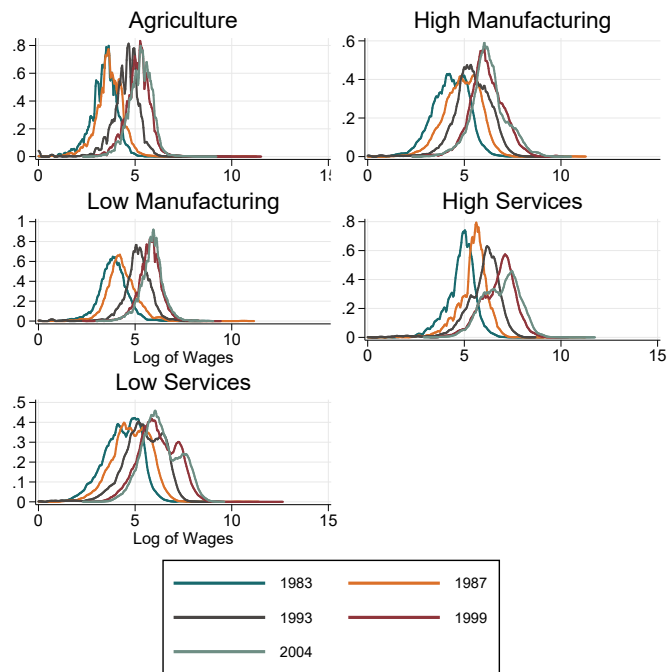 Agriculture
.8
.6
.4
.2
0
0 5 10 15
High Manufacturing
.6
.4
.2
0
0 5 10
Low Manufacturing
1
.8
.6
.4
.2
0
0 5 10 15
Log of Wages
High Services
.8
.6
.4
.2
0
0 5 10 15
Low Services
.5
.4
.3
.2
.1
0
0 5 10 15
Log of Wages
1983 1987
1993 1999
2004